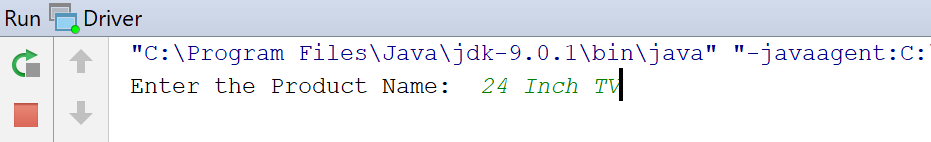 Run Driver
"C:\Program Files\Java\jdk-9.0.1\bin\java" "-javaagent:C:
Enter the Product Name: 24 Inch TV